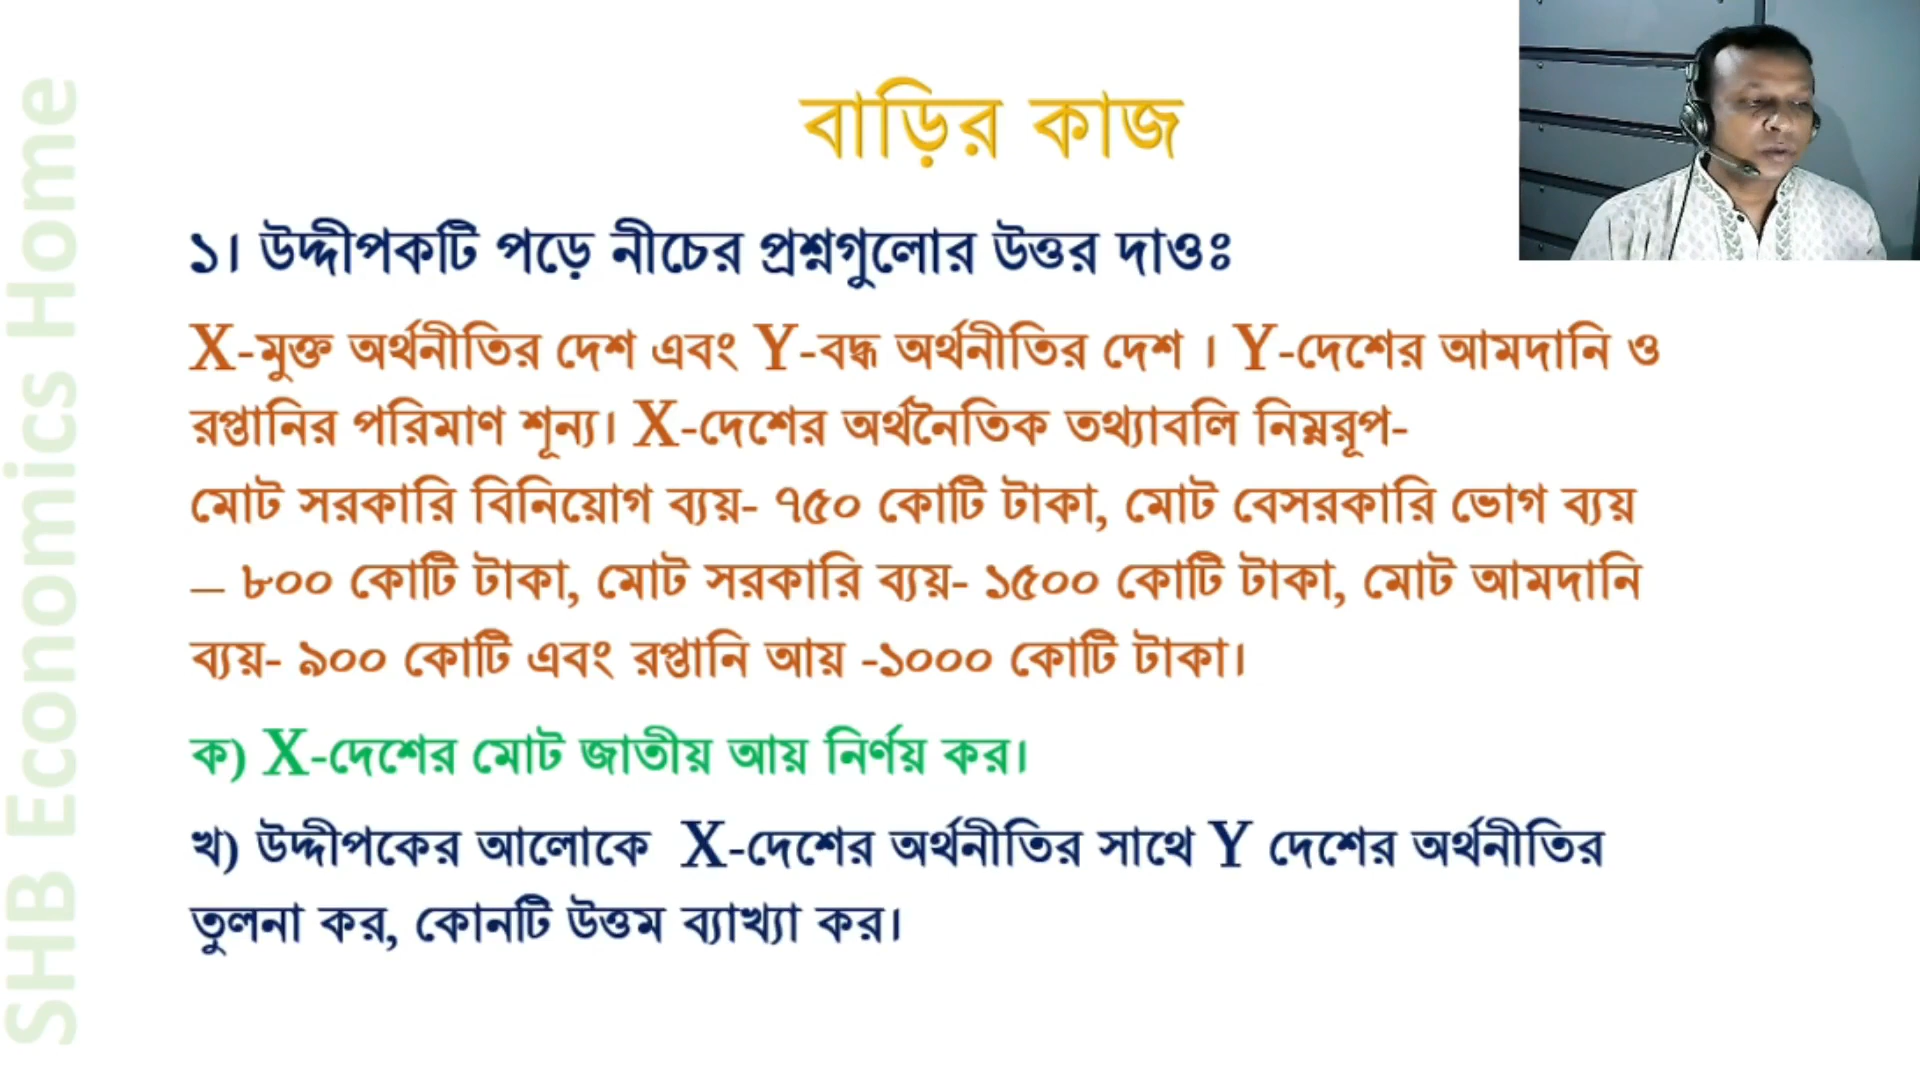 SHB Economics Home
বাড়ির কাজ
১। উদ্দীপকটি পড়ে নীচের প্রশ্নগুলোর উত্তর দাওঃ
X-মুক্ত অর্থনীতির দেশ এবং Y-বদ্ধ অর্থনীতির দেশ । Y-দেশের আমদানি ও
রপ্তানির পরিমাণ শূন্য। X-দেশের অর্থনৈতিক তথ্যাবলি নিম্নরূপ-
মোট সরকারি বিনিয়োগ ব্যয়- ৭৫০ কোটি টাকা, মোট বেসরকারি ভোগ ব্যয়
– ৮০০ কোটি টাকা, মোট সরকারি ব্যয়- ১৫০০ কোটি টাকা, মোট আমদানি
ব্যয়- ৯০০ কোটি এবং রপ্তানি আয় -১০০০ কোটি টাকা।
ক) X-দেশের মোট জাতীয় আয় নির্ণয় কর।
খ) উদ্দীপকের আলোকে X-দেশের অর্থনীতির সাথে Y দেশের অর্থনীতির
তুলনা কর, কোনটি উত্তম ব্যাখ্যা কর।